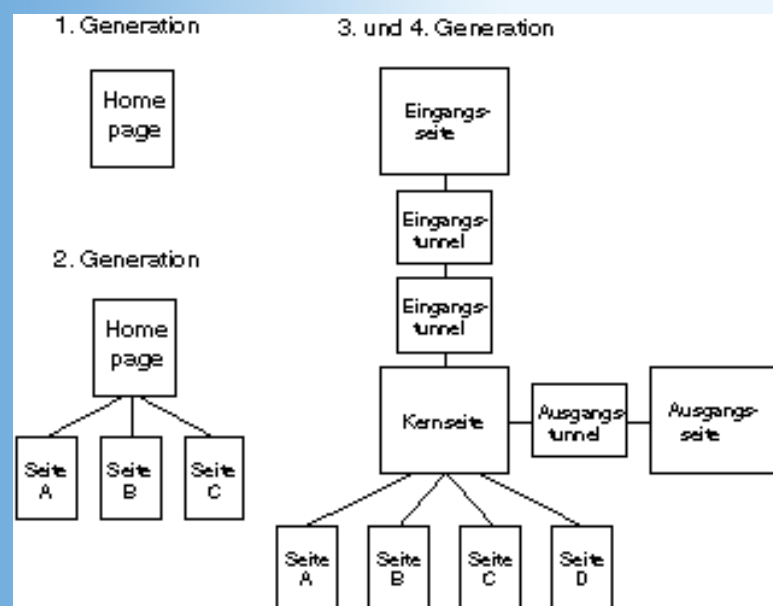 1. Generation
Home
page
2. Generation
Home
page
Seite
A
Seite
B
Seite
C
3. und 4. Generation
Eingangs-
seite
Eingangs-
tunnel
Eingangs-
tunnel
Kernseite
Ausgangs-
tunnel
Ausgangs-
seite
Seite
A
Seite
B
Seite
C
Seite
D